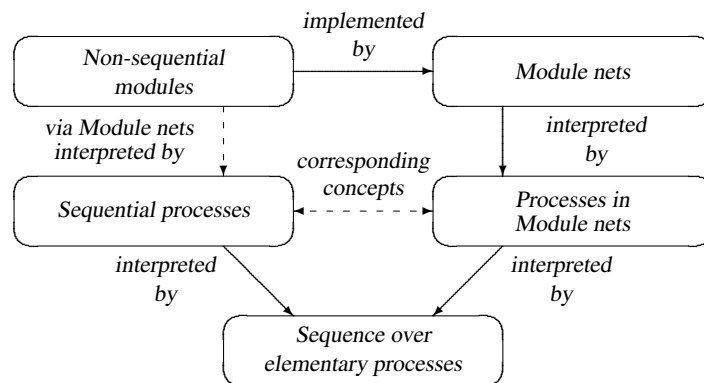 implemented
by
Non-sequential
modules
Module nets
via Module nets
interpreted by
interpreted
by
corresponding
concepts
Sequential processes
Processes in
Module nets
interpreted
by
interpreted
by
Sequence over
elementary processes